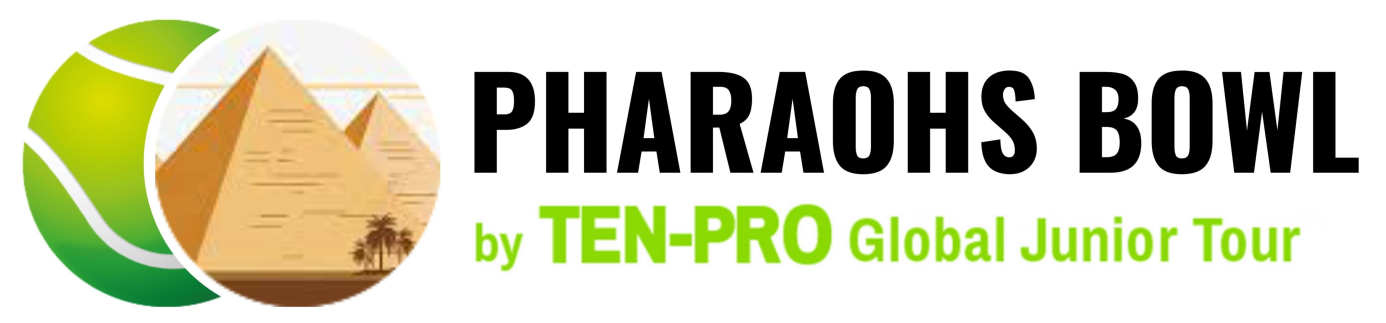 PHARAOHS BOWL
by TEN-PRO Global Junior Tour